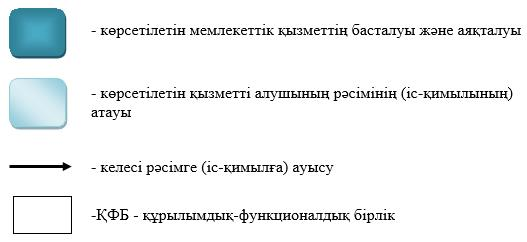 - көрсетілетін мемлекеттік қызметтің басталуы және аяқталуы
- көрсетілетін қызметті алушының рәсімінің (іс-қимылының)
атауы
- келесі рәсімге (іс-қимылға) ауысу
-ҚФБ - құрылымдық-функционалдық бірлік